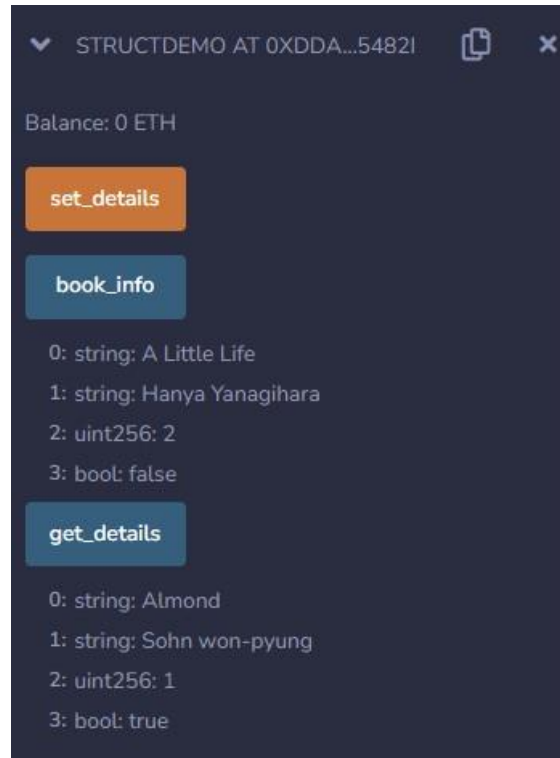 STRUCTDEMO AT 0XDDA...5482I
Balance: 0 ETH
set_details
book_info
0: string: A Little Life
1: string: Hanya Yanagihara
2: uint256: 2
3: bool: false
get_details
0: string: Almond
1: string: Sohn won-pyung
2: uint256: 1
3: bool: true